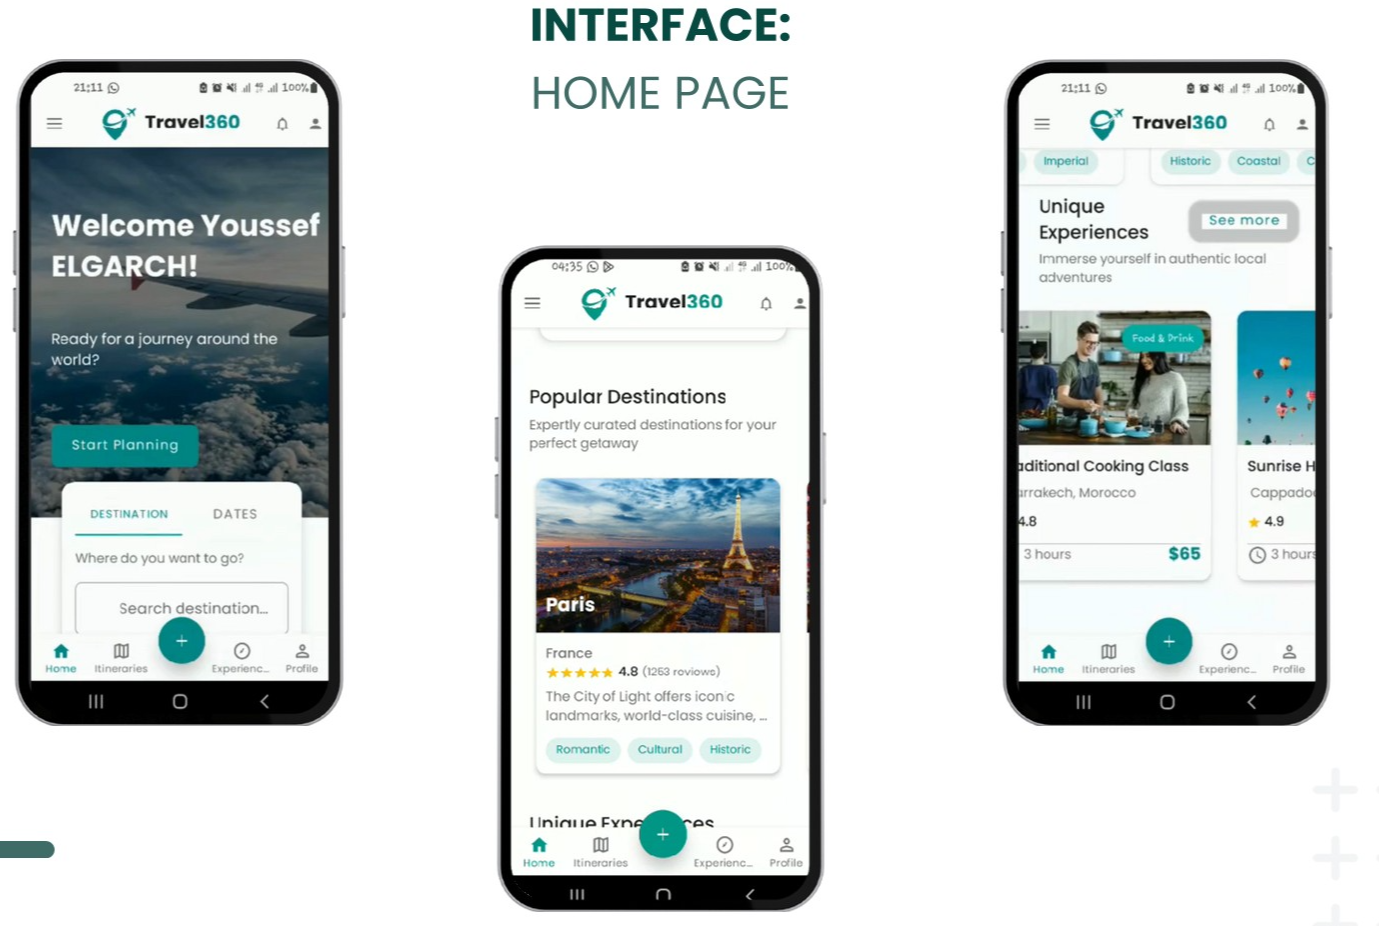 INTERFACE:
HOME PAGE
21:11
100%
Travel360
Welcome Youssef
ELGARCH!
Ready for a journey around the
world?
Start Planning
DESTINATION DATES
Where do you want to go?
Search destination...
+
Home Itineraries Experienc... Profile
04:35
100%
Travel360
Popular Destinations
Expertly curated destinations for your
perfect getaway
Paris
France
4.8 (1263 reviows)
The City of Light offers iconic
landmarks, world-class cuisine, ...
Romantic Cultural Historic
Unique Expe ces
+
Home Itineraries Experienc... Profile
21:11
100%
Travel360
Imperial Historic Coastal C
Unique
Experiences
See more
Immerse yourself in authentic local
adventures
Food & Drink
aditional Cooking Class
arrakech, Morocco
4.8
3 hours $65
Sunrise H
Cappado
4.9
3 hours
+
Home Itineraries Experienc... Profile